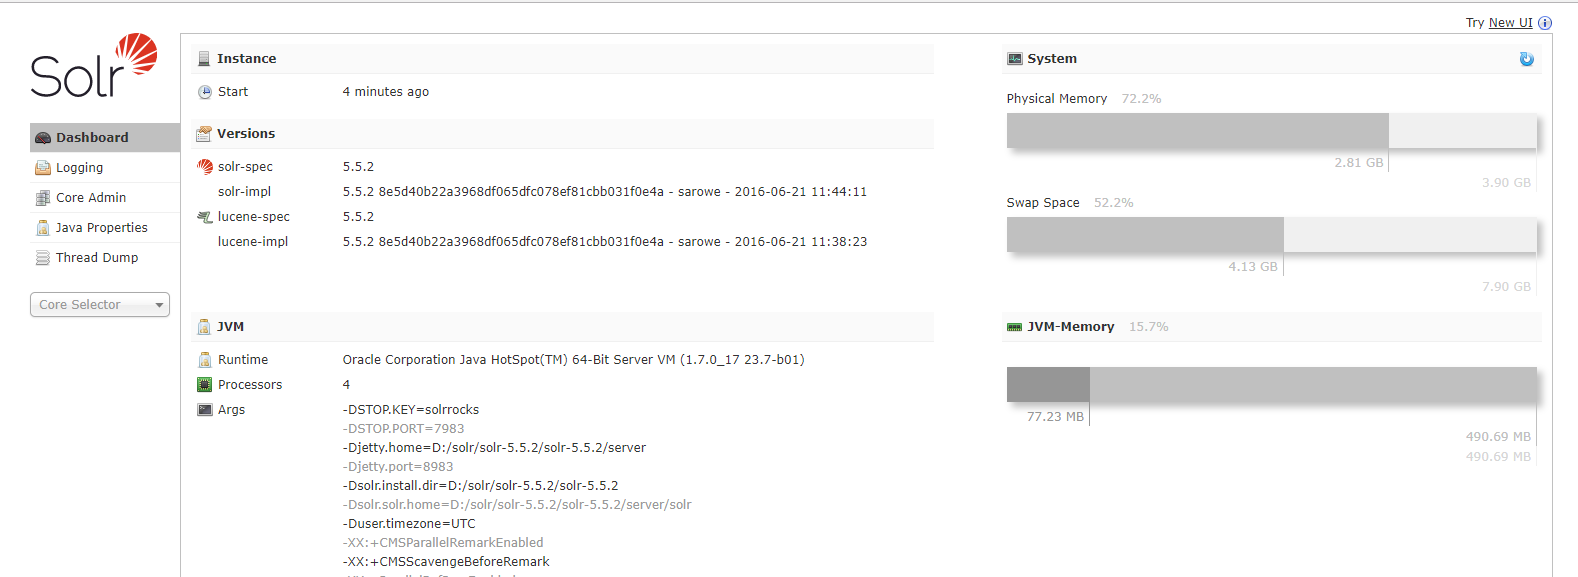 Try New UI
Solr
Dashboard
Logging
Core Admin
Java Properties
Thread Dump
Core Selector
Instance
Start 4 minutes ago
Versions
solr-spec 5.5.2
solr-impl 5.5.2 8e5d40b22a3968df065dfc078ef81cbb031f0e4a - sarowe - 2016-06-21 11:44:11
lucene-spec 5.5.2
lucene-impl 5.5.2 8e5d40b22a3968df065dfc078ef81cbb031f0e4a - sarowe - 2016-06-21 11:38:23
JVM
Runtime Oracle Corporation Java HotSpot(TM) 64-Bit Server VM (1.7.0_17 23.7-b01)
Processors 4
Args -DSTOP.KEY=solrrocks
-DSTOP.PORT=7983
-Djetty.home=D:/solr/solr-5.5.2/solr-5.5.2/server
-Djetty.port=8983
-Dsolr.install.dir=D:/solr/solr-5.5.2/solr-5.5.2
-Dsolr.solr.home=D:/solr/solr-5.5.2/solr-5.5.2/server/solr
-Duser.timezone=UTC
-XX:+CMSParallelRemarkEnabled
-XX:+CMSScavengeBeforeRemark
System
Physical Memory 72.2%
2.81 GB
3.90 GB
Swap Space 52.2%
4.13 GB
7.90 GB
JVM-Memory 15.7%
77.23 MB
490.69 MB
490.69 MB